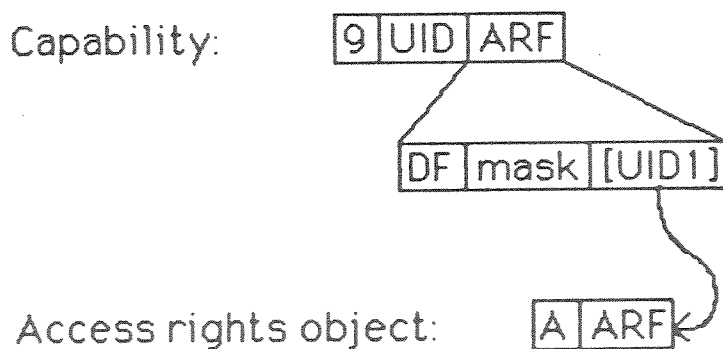 Capability: 9 UID ARF
DF mask [UID1]
Access rights object: A ARF